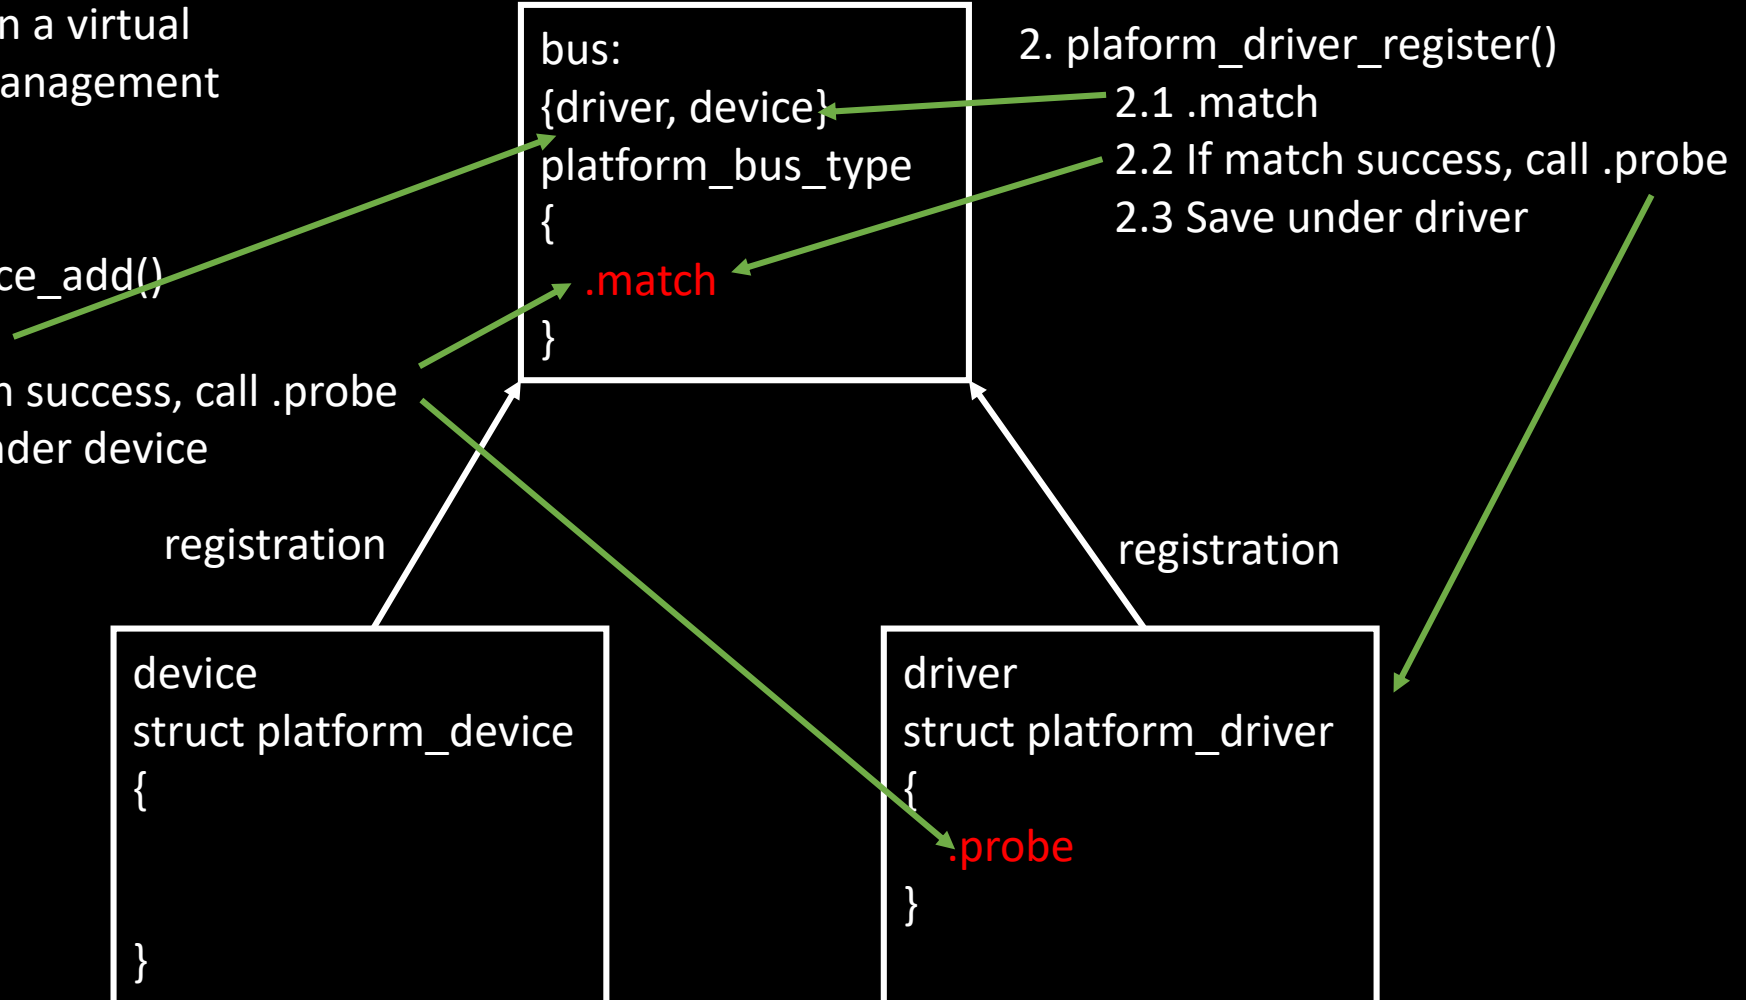 n a virtual
anagement
ce_add()
n success, call .probe
nder device
bus:
{driver, device}
platform_bus_type
{
.match
}
2. plaform_driver_register()
2.1 .match
2.2 If match success, call .probe
2.3 Save under driver
registration
registration
device
struct platform_device
{
}
driver
struct platform_driver
{
.probe
}